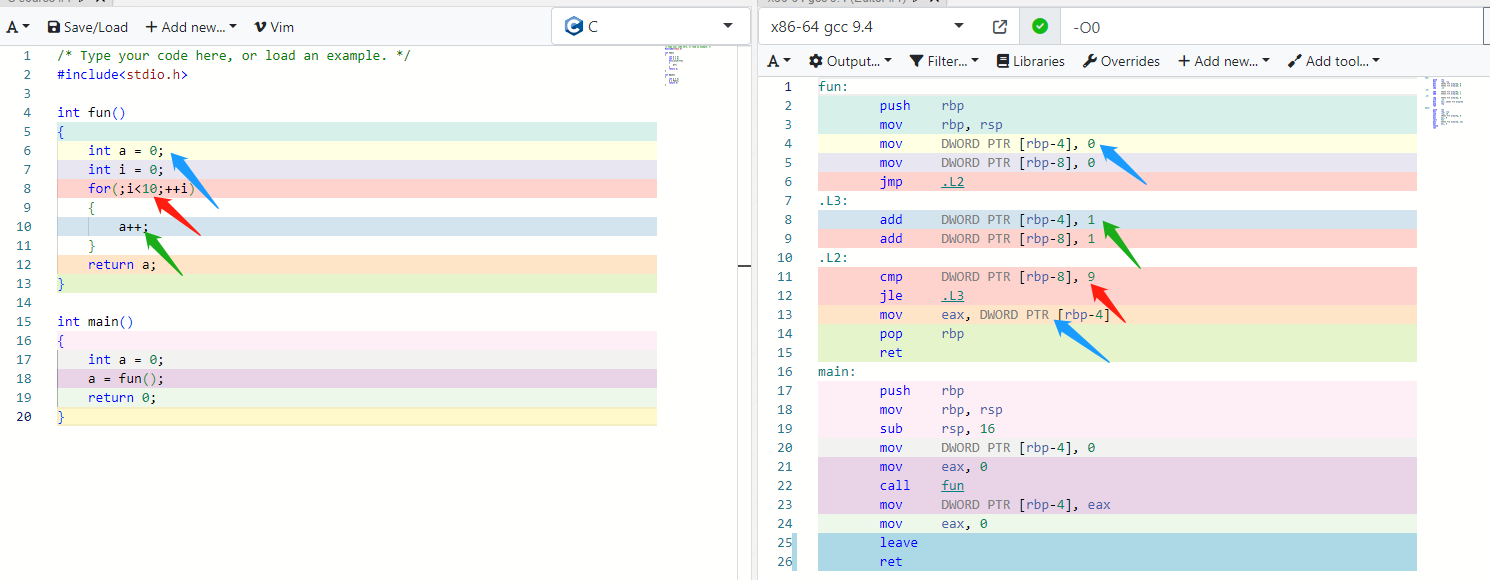 A Save/Load + Add new... Vim C
1 /* Type your code here, or load an example. */
2 #include<stdio.h>
3
4 int fun()
5 {
6 int a = 0;
7 int i = 0;
8 for(;i<10;++i)
9 {
10 a++;
11 }
12 return a;
13 }
14
15 int main()
16 {
17 int a = 0;
18 a = fun();
19 return 0;
20 }
x86-64 gcc 9.4 -O0
A Output... Filter... Libraries Overrides + Add new... Add tool...
1 fun:
2 push rbp
3 mov rbp, rsp
4 mov DWORD PTR [rbp-4], 0
5 mov DWORD PTR [rbp-8], 0
6 jmp .L2
7 .L3:
8 add DWORD PTR [rbp-4], 1
9 add DWORD PTR [rbp-8], 1
10 .L2:
11 cmp DWORD PTR [rbp-8], 9
12 jle .L3
13 mov eax, DWORD PTR [rbp-4]
14 pop rbp
15 ret
16 main:
17 push rbp
18 mov rbp, rsp
19 sub rsp, 16
20 mov DWORD PTR [rbp-4], 0
21 mov eax, 0
22 call fun
23 mov DWORD PTR [rbp-4], eax
24 mov eax, 0
25 leave
26 ret